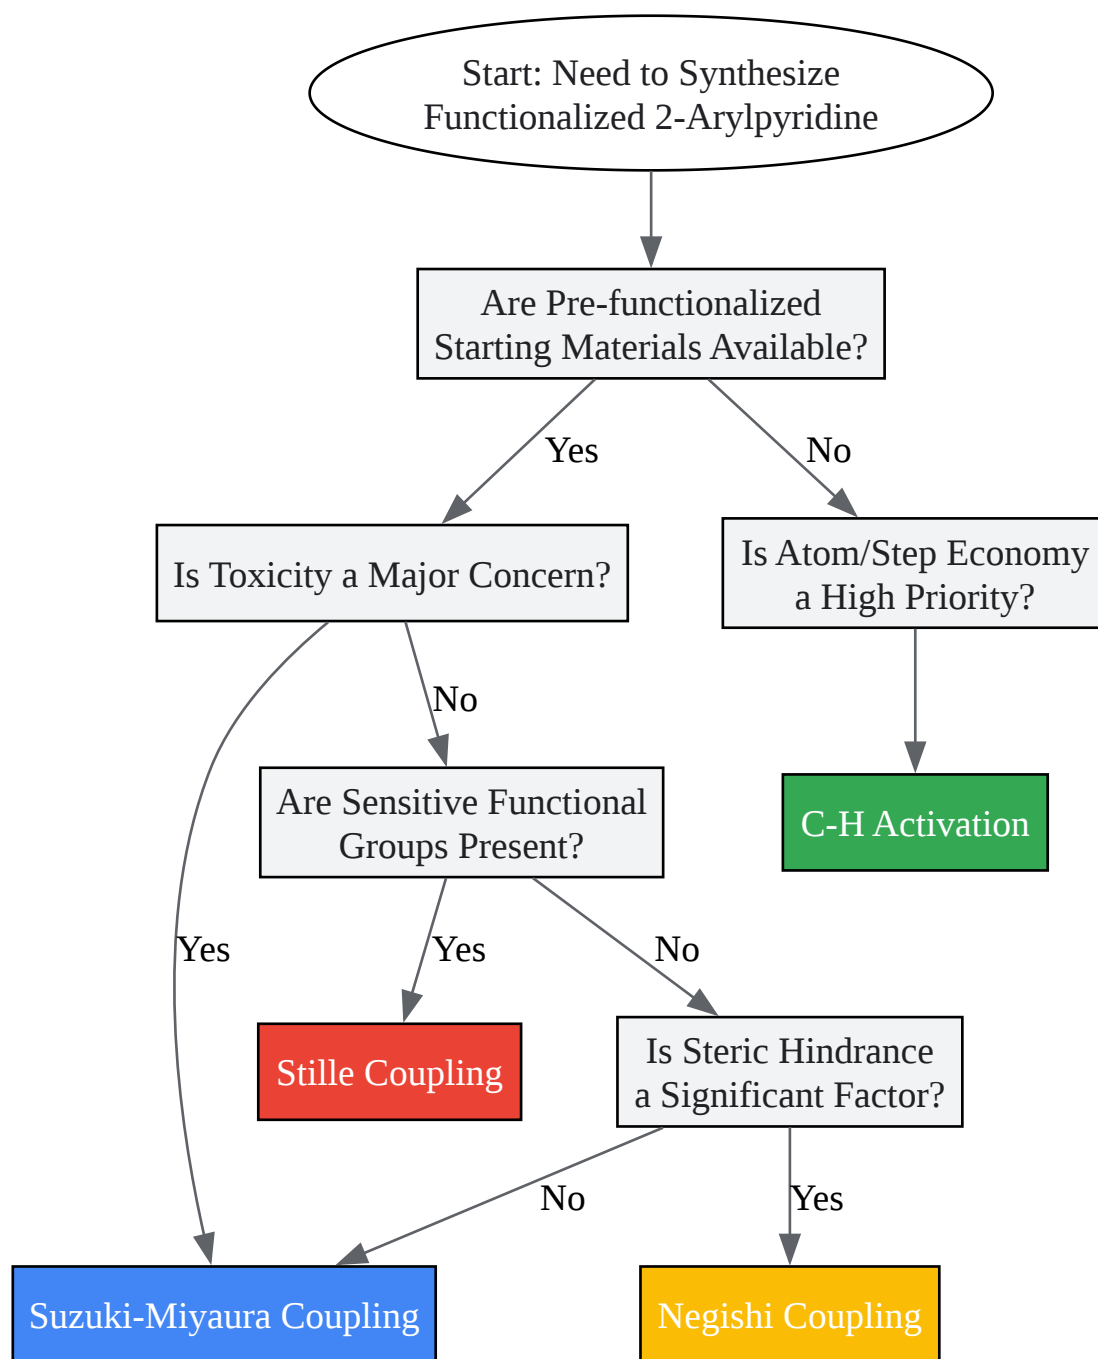 Start: Need to Synthesize
Functionalized 2-Arylpyridine
Are Pre-functionalized
Starting Materials Available?
Yes
No
Is Toxicity a Major Concern?
Is Atom/Step Economy
a High Priority?
No
Are Sensitive Functional
Groups Present?
C-H Activation
Yes
Yes
No
Stille Coupling
Is Steric Hindrance
a Significant Factor?
No
Yes
Suzuki-Miyaura Coupling
Negishi Coupling